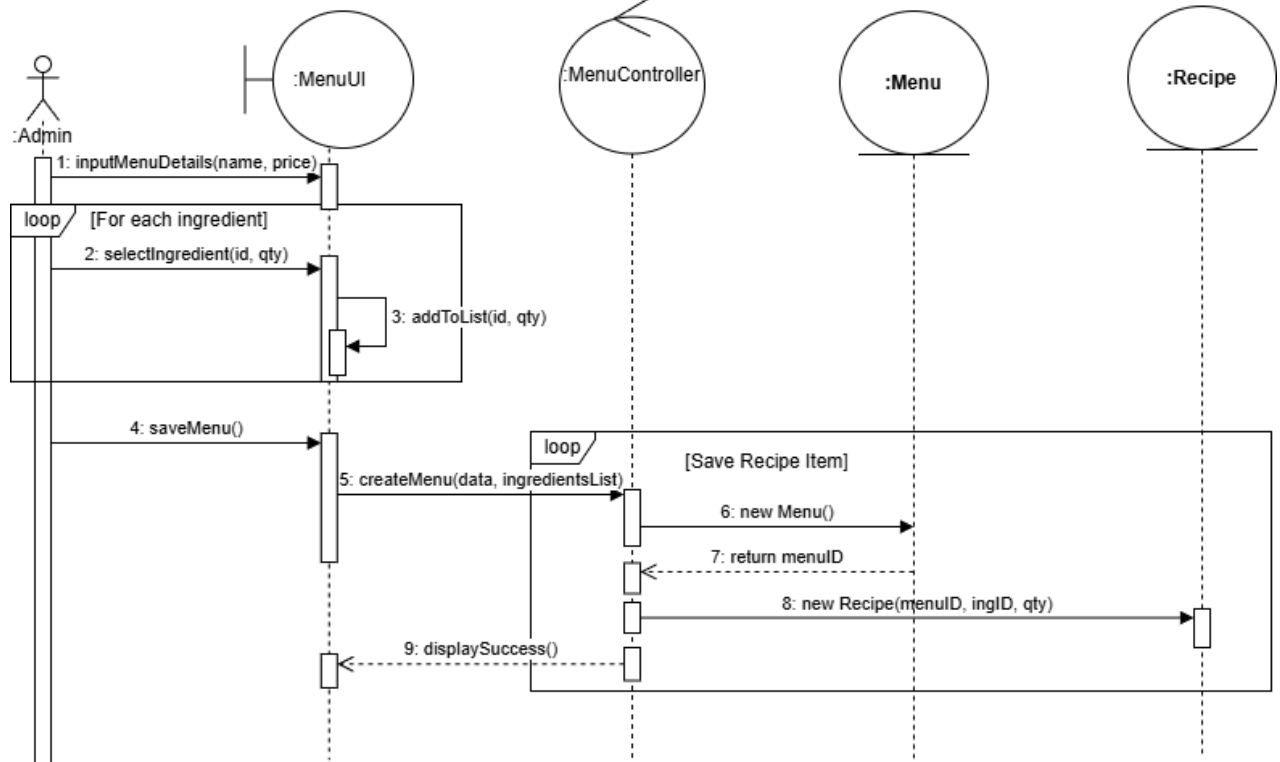 :Admin
:MenuUI
:MenuController
:Menu
:Recipe
1: inputMenuDetails(name, price)
loop
[For each ingredient]
2: selectIngredient(id, qty)
3: addToList(id, qty)
4: saveMenu()
loop
[Save Recipe Item]
5: createMenu(data, ingredientsList)
6: new Menu()
7: return menuID
8: new Recipe(menuID, ingID, qty)
9: displaySuccess()